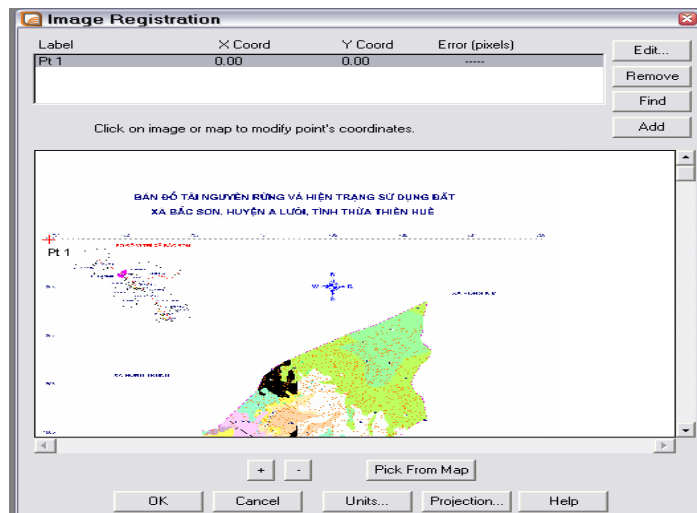 Image Registration
Label X Coord Y Coord Error (pixels)
Pt 1 0.00 0.00 -----
Edit...
Remove
Find
Add
Click on image or map to modify point's coordinates.
BẢN ĐỒ TÀI NGUYÊN RỪNG VÀ HIỆN TRẠNG SỬ DỤNG ĐẤT
XÃ BẮC SƠN, HUYỆN A LƯỚI, TỈNH THỪA THIÊN HUẾ
Pt 1
+ - Pick From Map
OK Cancel Units... Projection... Help